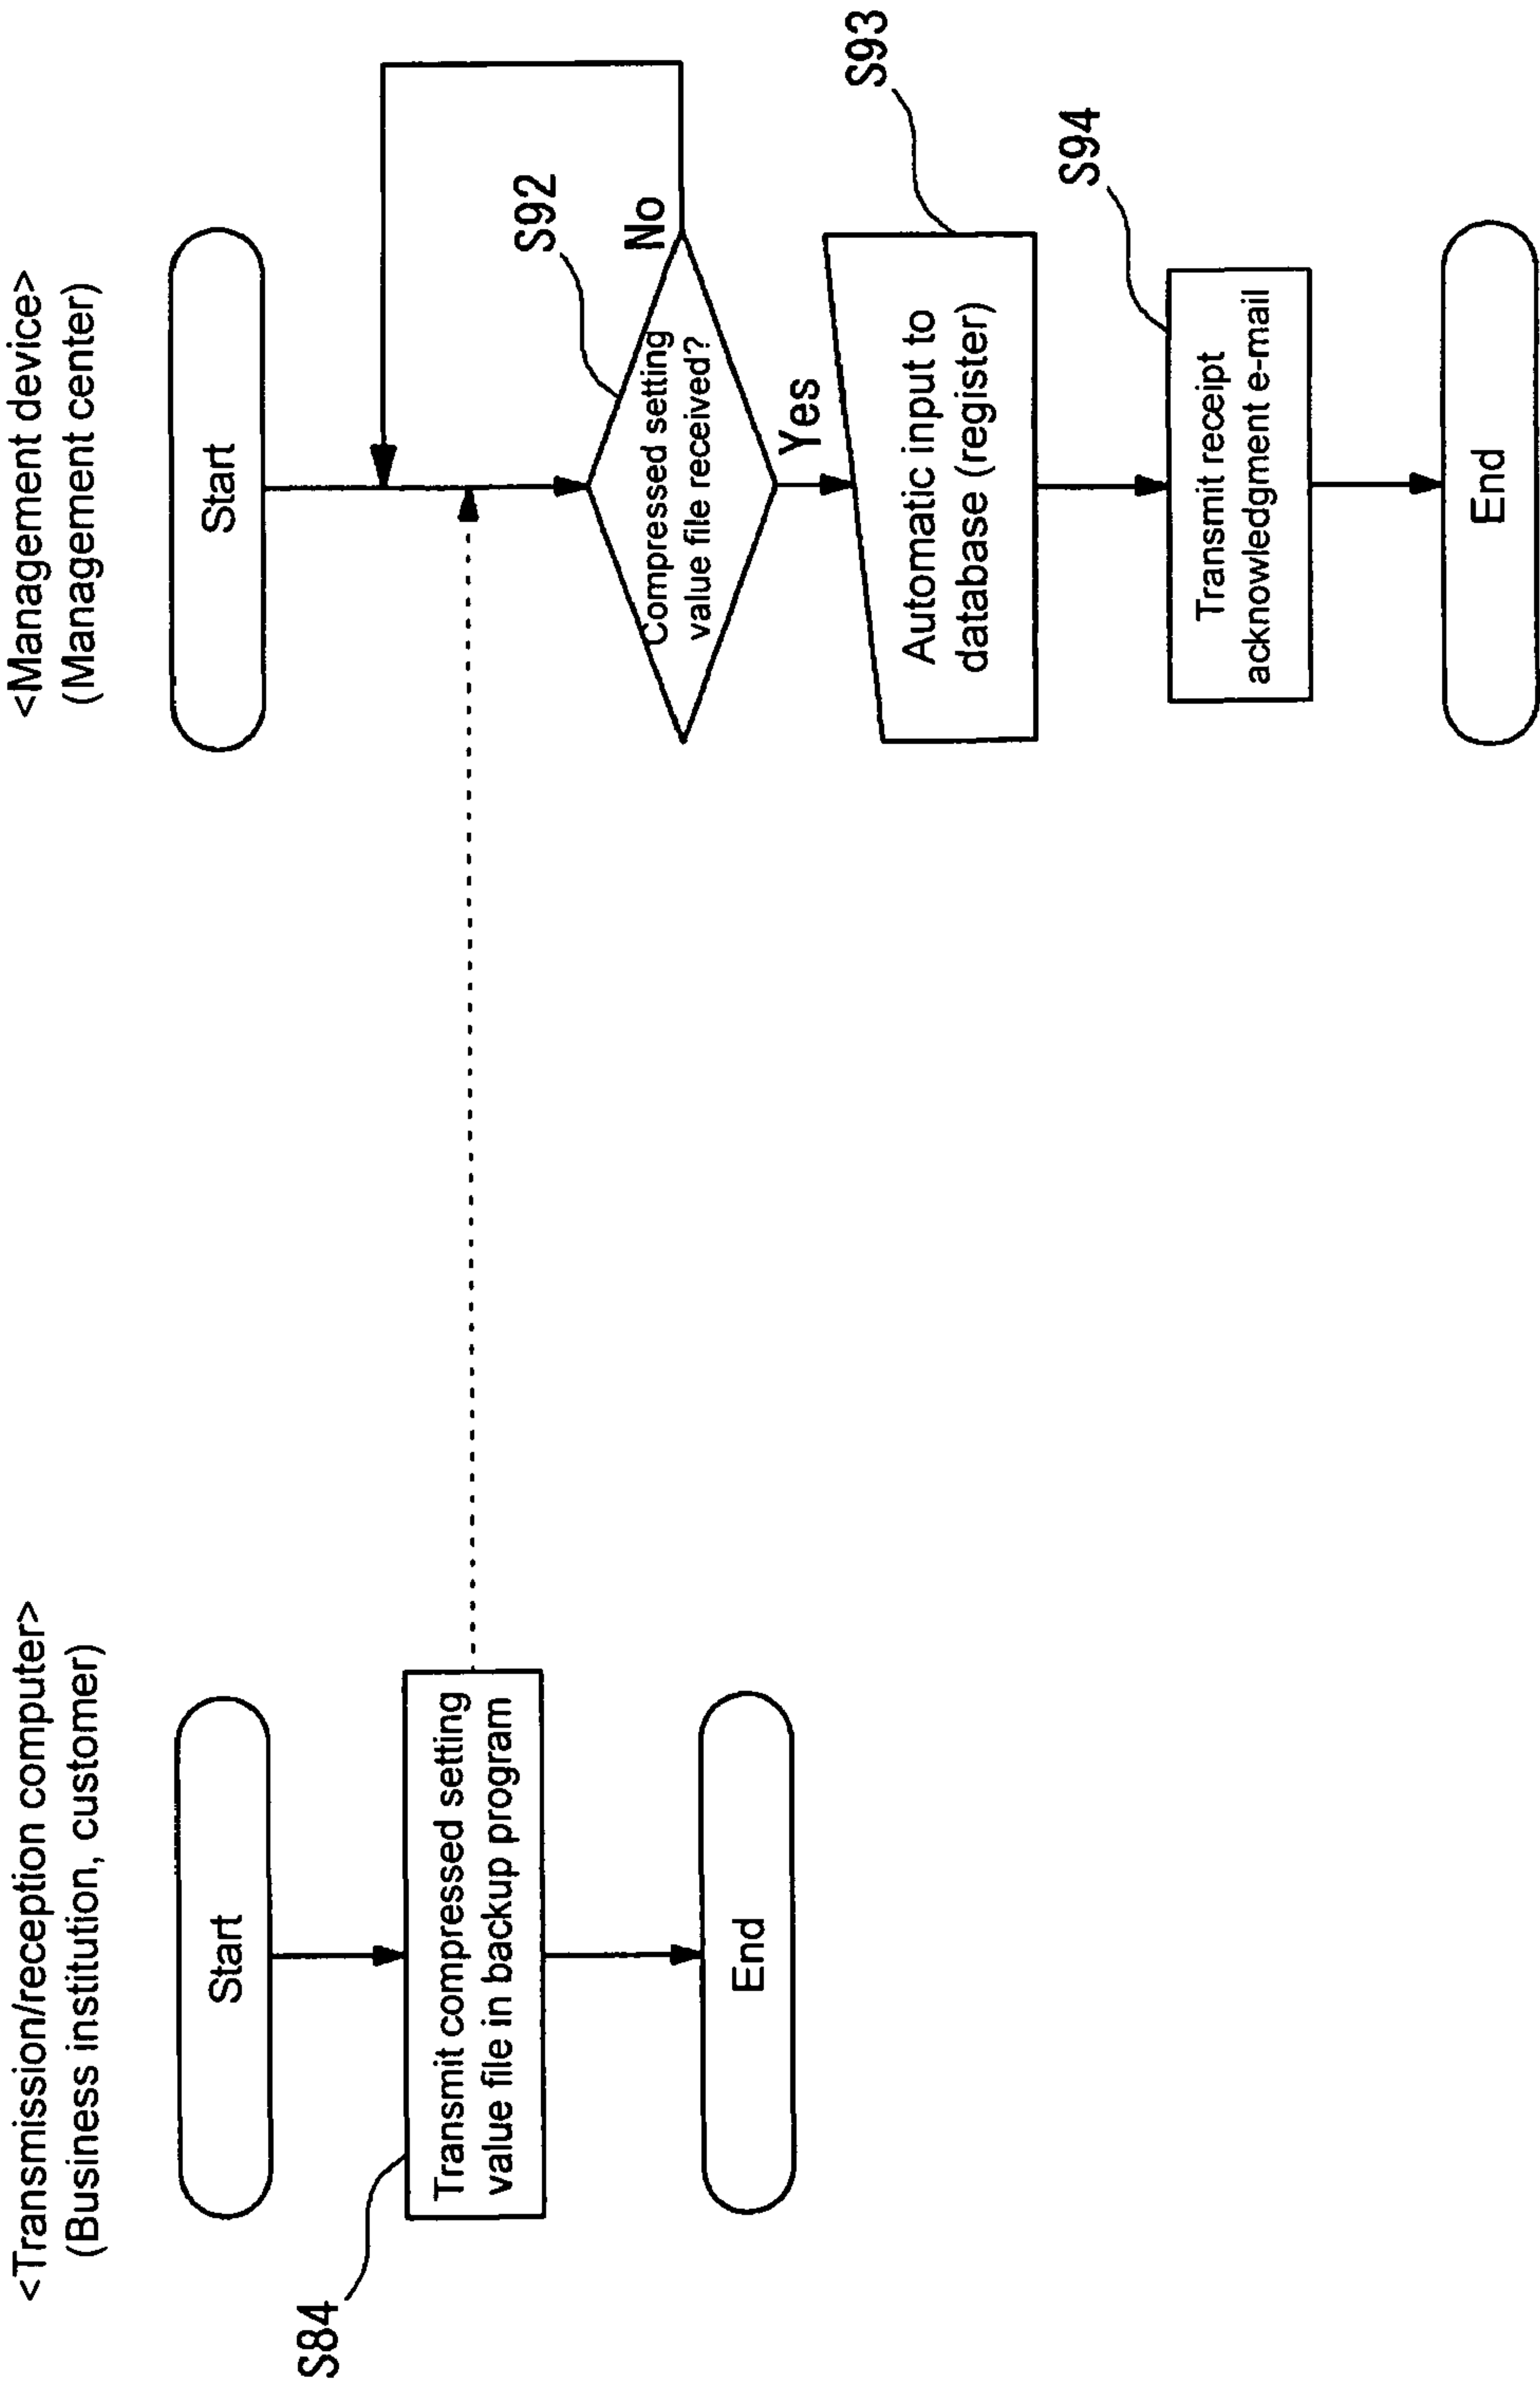 <Transmission/reception computer>
(Business institution, customer)
Start
S84
Transmit compressed setting
value file in backup program
End
<Management device>
(Management center)
Start
S92
Compressed setting
value file received?
No
Yes
S93
Automatic input to
database (register)
S94
Transmit receipt
acknowledgment e-mail
End